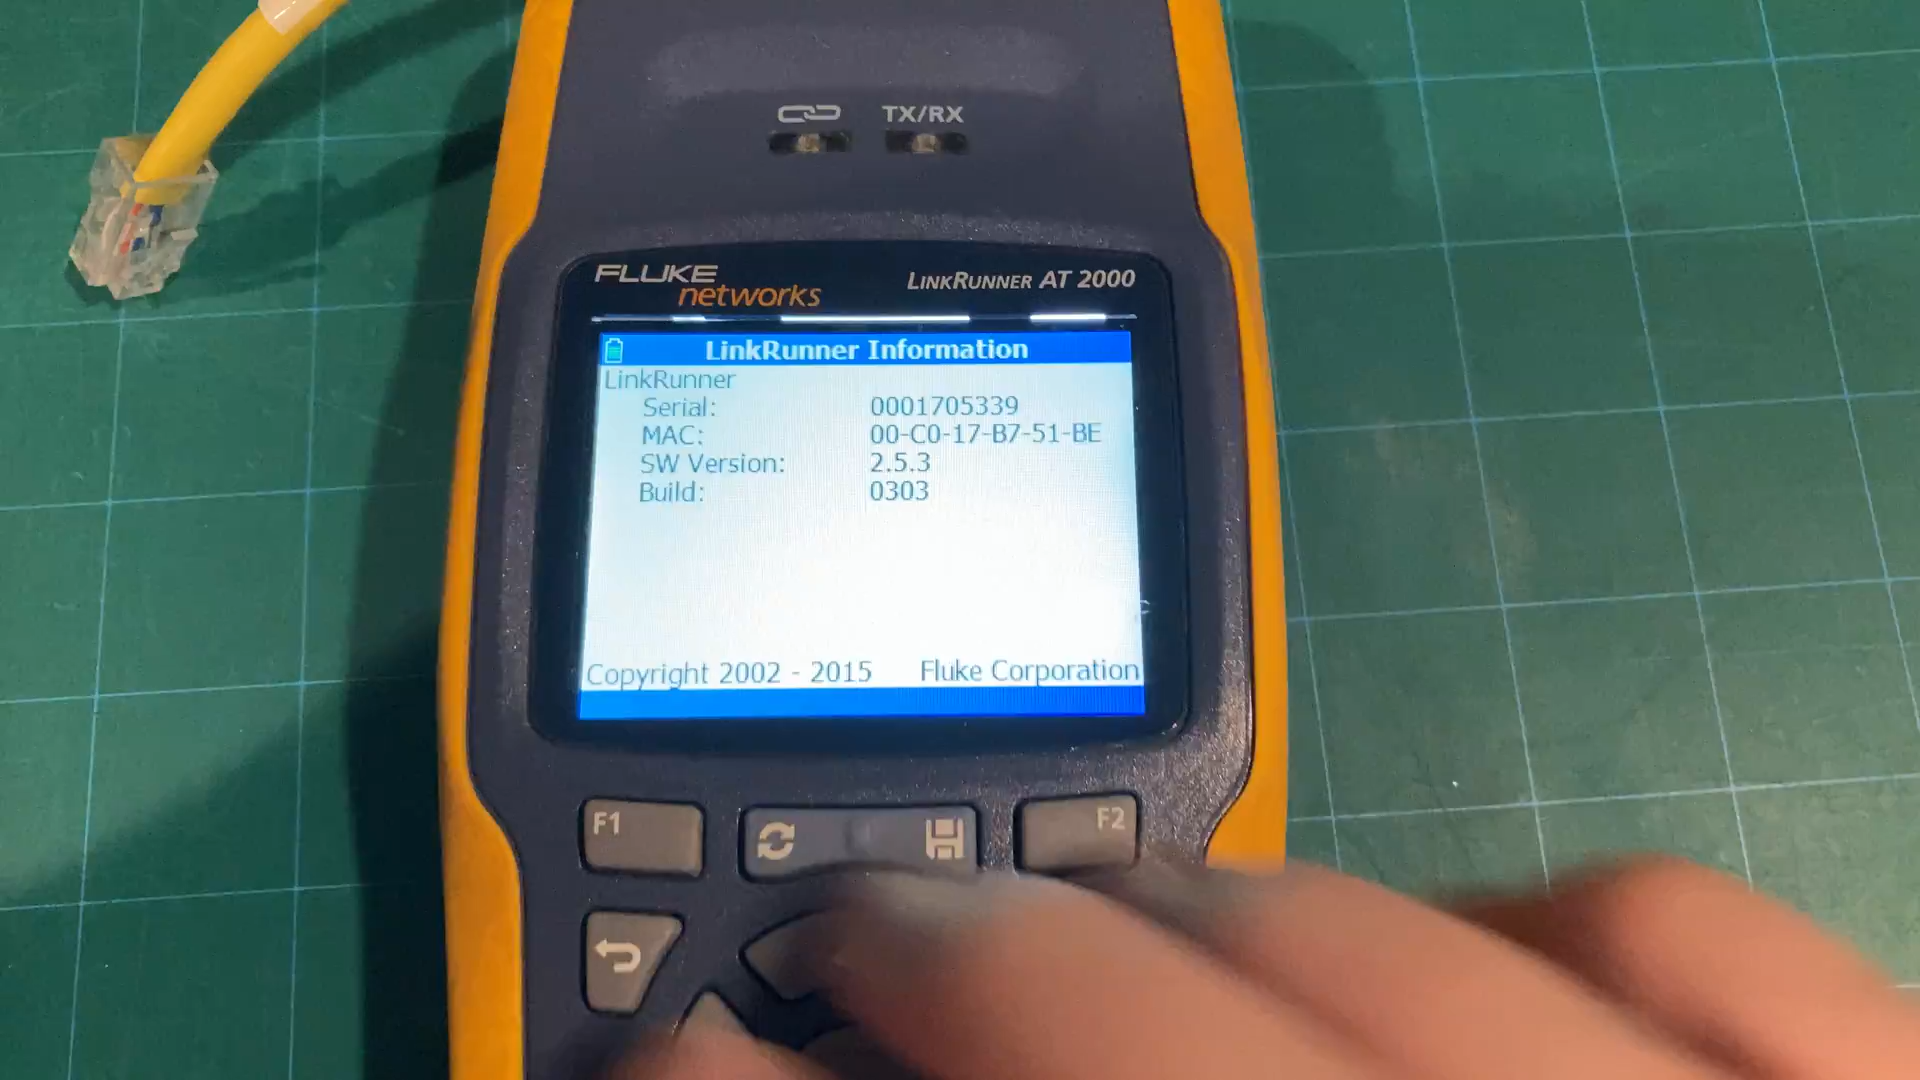 TX/RX
FLUKE
networks
LINKRUNNER AT 2000
LinkRunner Information
LinkRunner
Serial: 0001705339
MAC: 00-C0-17-B7-51-BE
SW Version: 2.5.3
Build: 0303
Copyright 2002 - 2015 Fluke Corporation
F1
F2